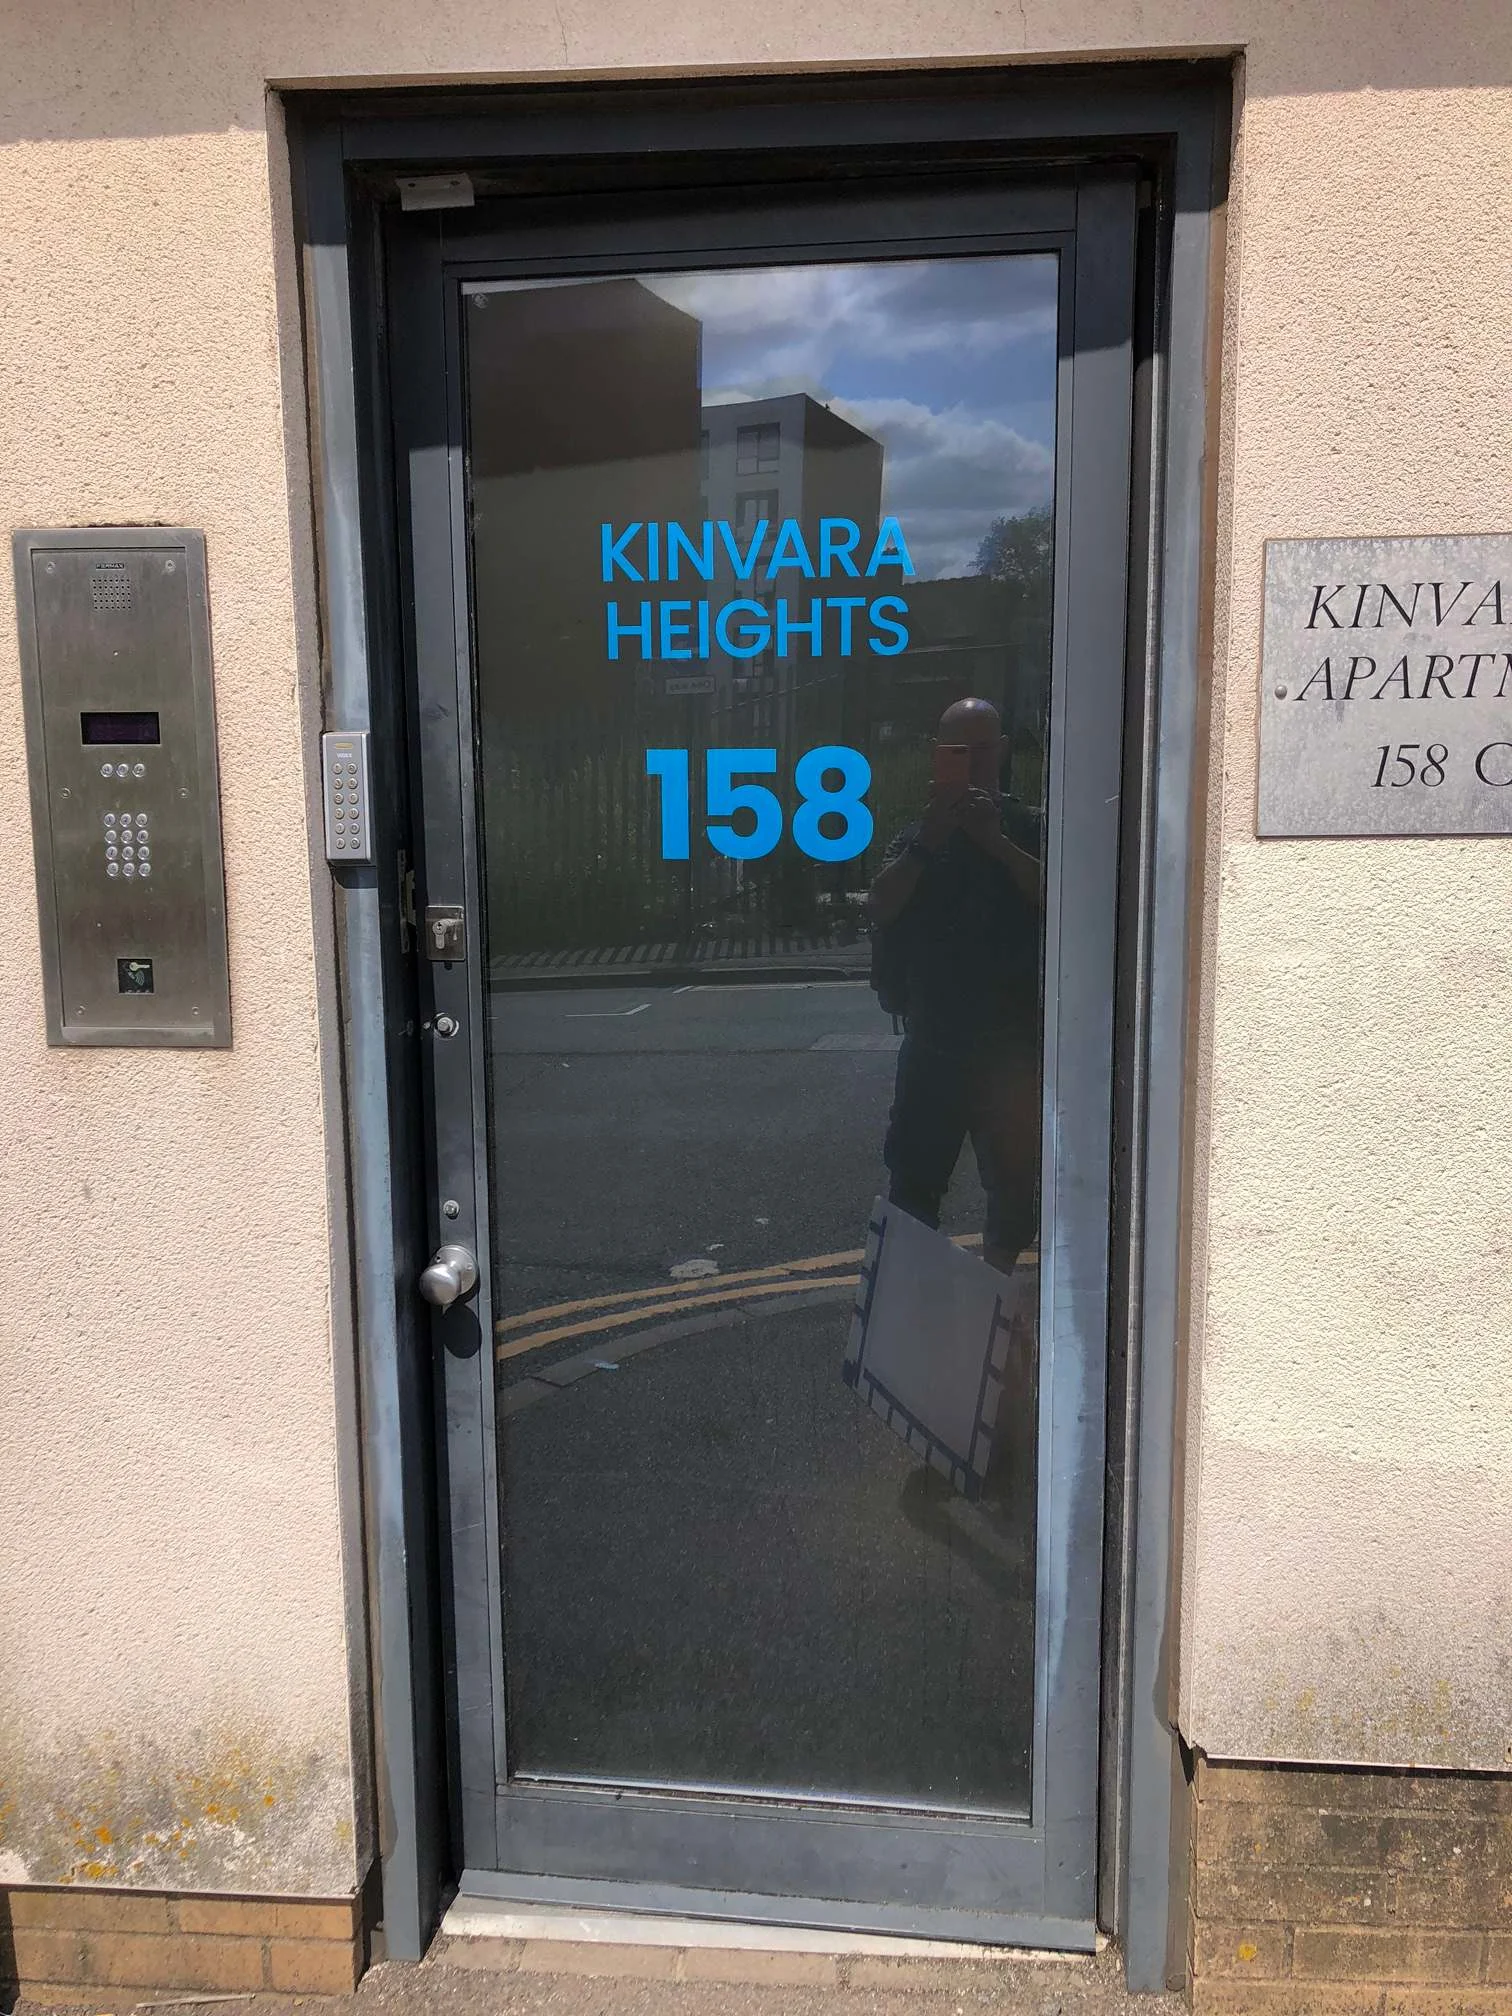 KINVARA
HEIGHTS
158
KINVA
APARTM
158 C